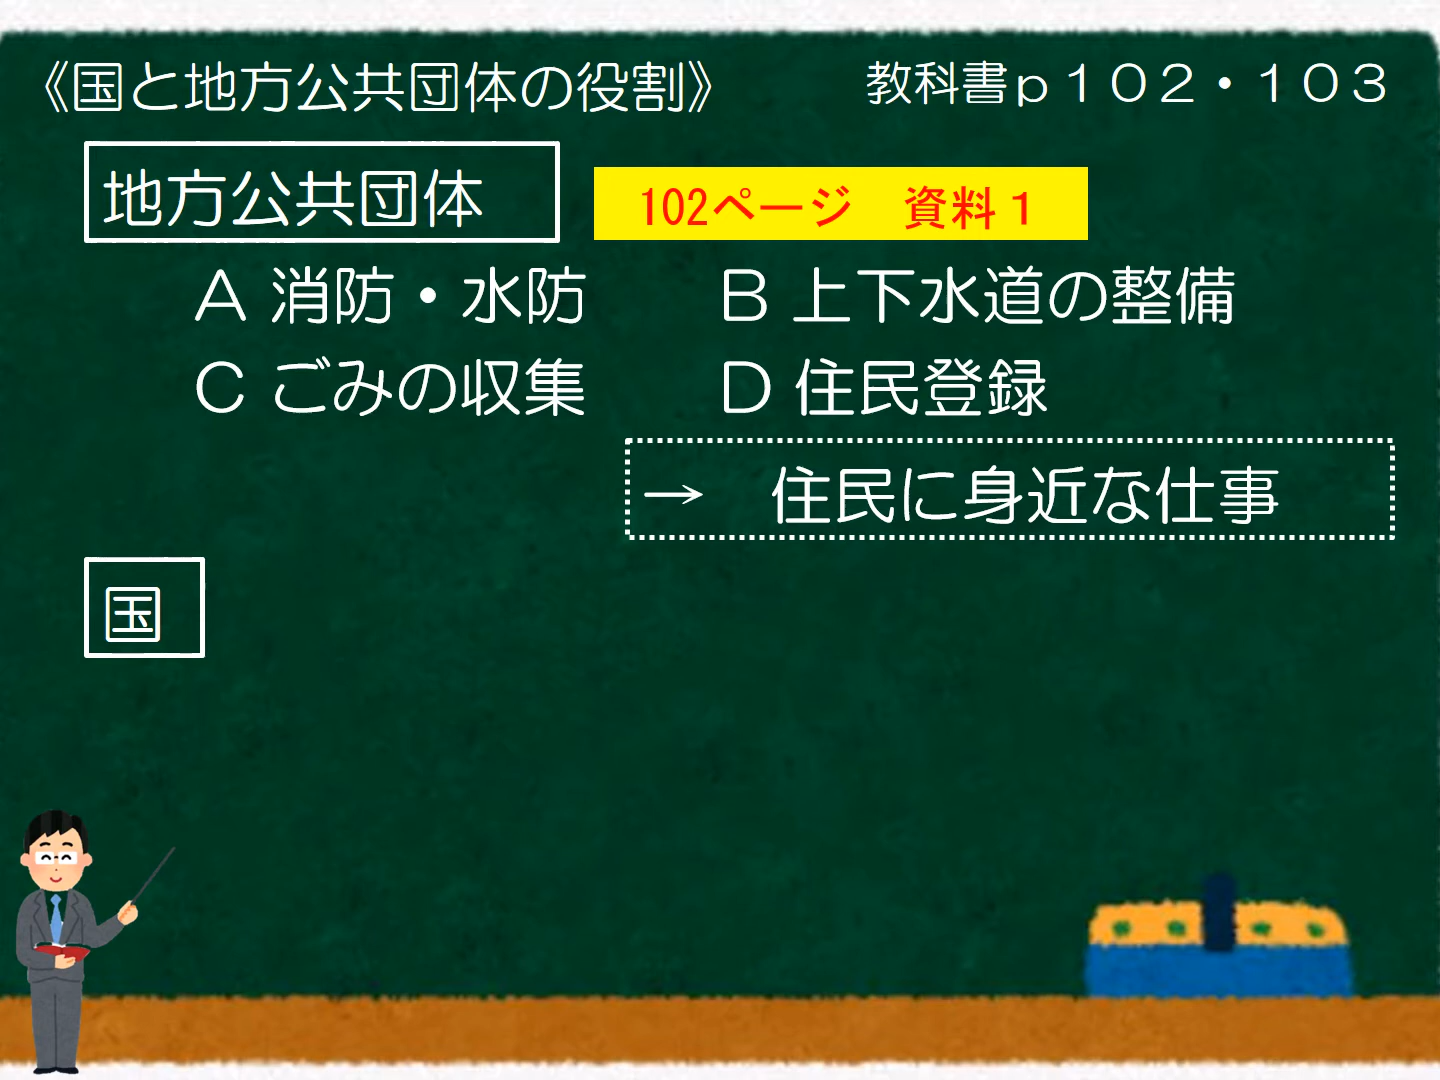 《国と地方公共団体の役割》 教科書ｐ１０２・１０３
地方公共団体 102ページ　資料１
Ａ 消防・水防 Ｂ 上下水道の整備
Ｃ ごみの収集 Ｄ 住民登録
→　住民に身近な仕事
国